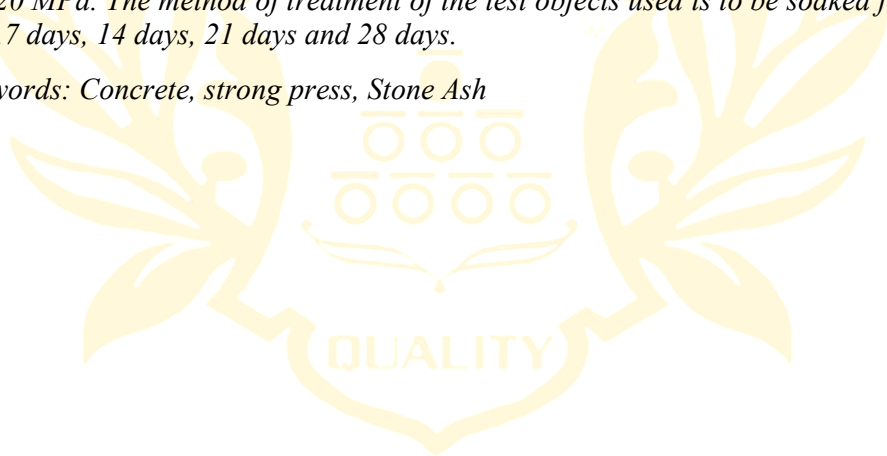 20 MPa. The method of treatment of the test objects used is to be soaked
7 days, 14 days, 21 days and 28 days.
words: Concrete, strong press, Stone Ash
QUALITY